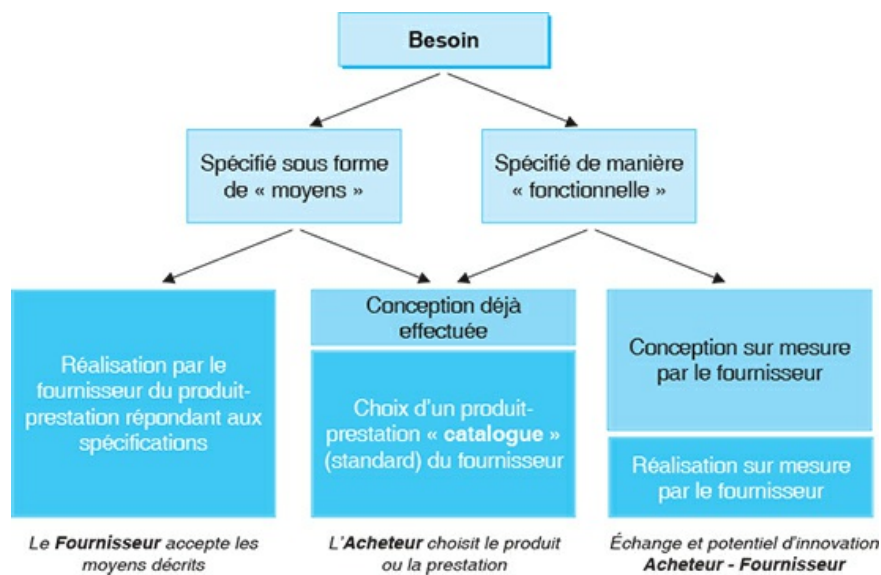 Besoin
Spécifié sous forme
de « moyens »
Spécifié de manière
« fonctionnelle »
Réalisation par le
fournisseur du produit-
prestation répondant aux
spécifications
Conception déjà
effectuée
Choix d'un produit-
prestation « catalogue »
(standard) du fournisseur
Conception sur mesure
par le fournisseur
Réalisation sur mesure
par le fournisseur
Le Fournisseur accepte les
moyens décrits
L'Acheteur choisit le produit
ou la prestation
Échange et potentiel d'innovation
Acheteur - Fournisseur